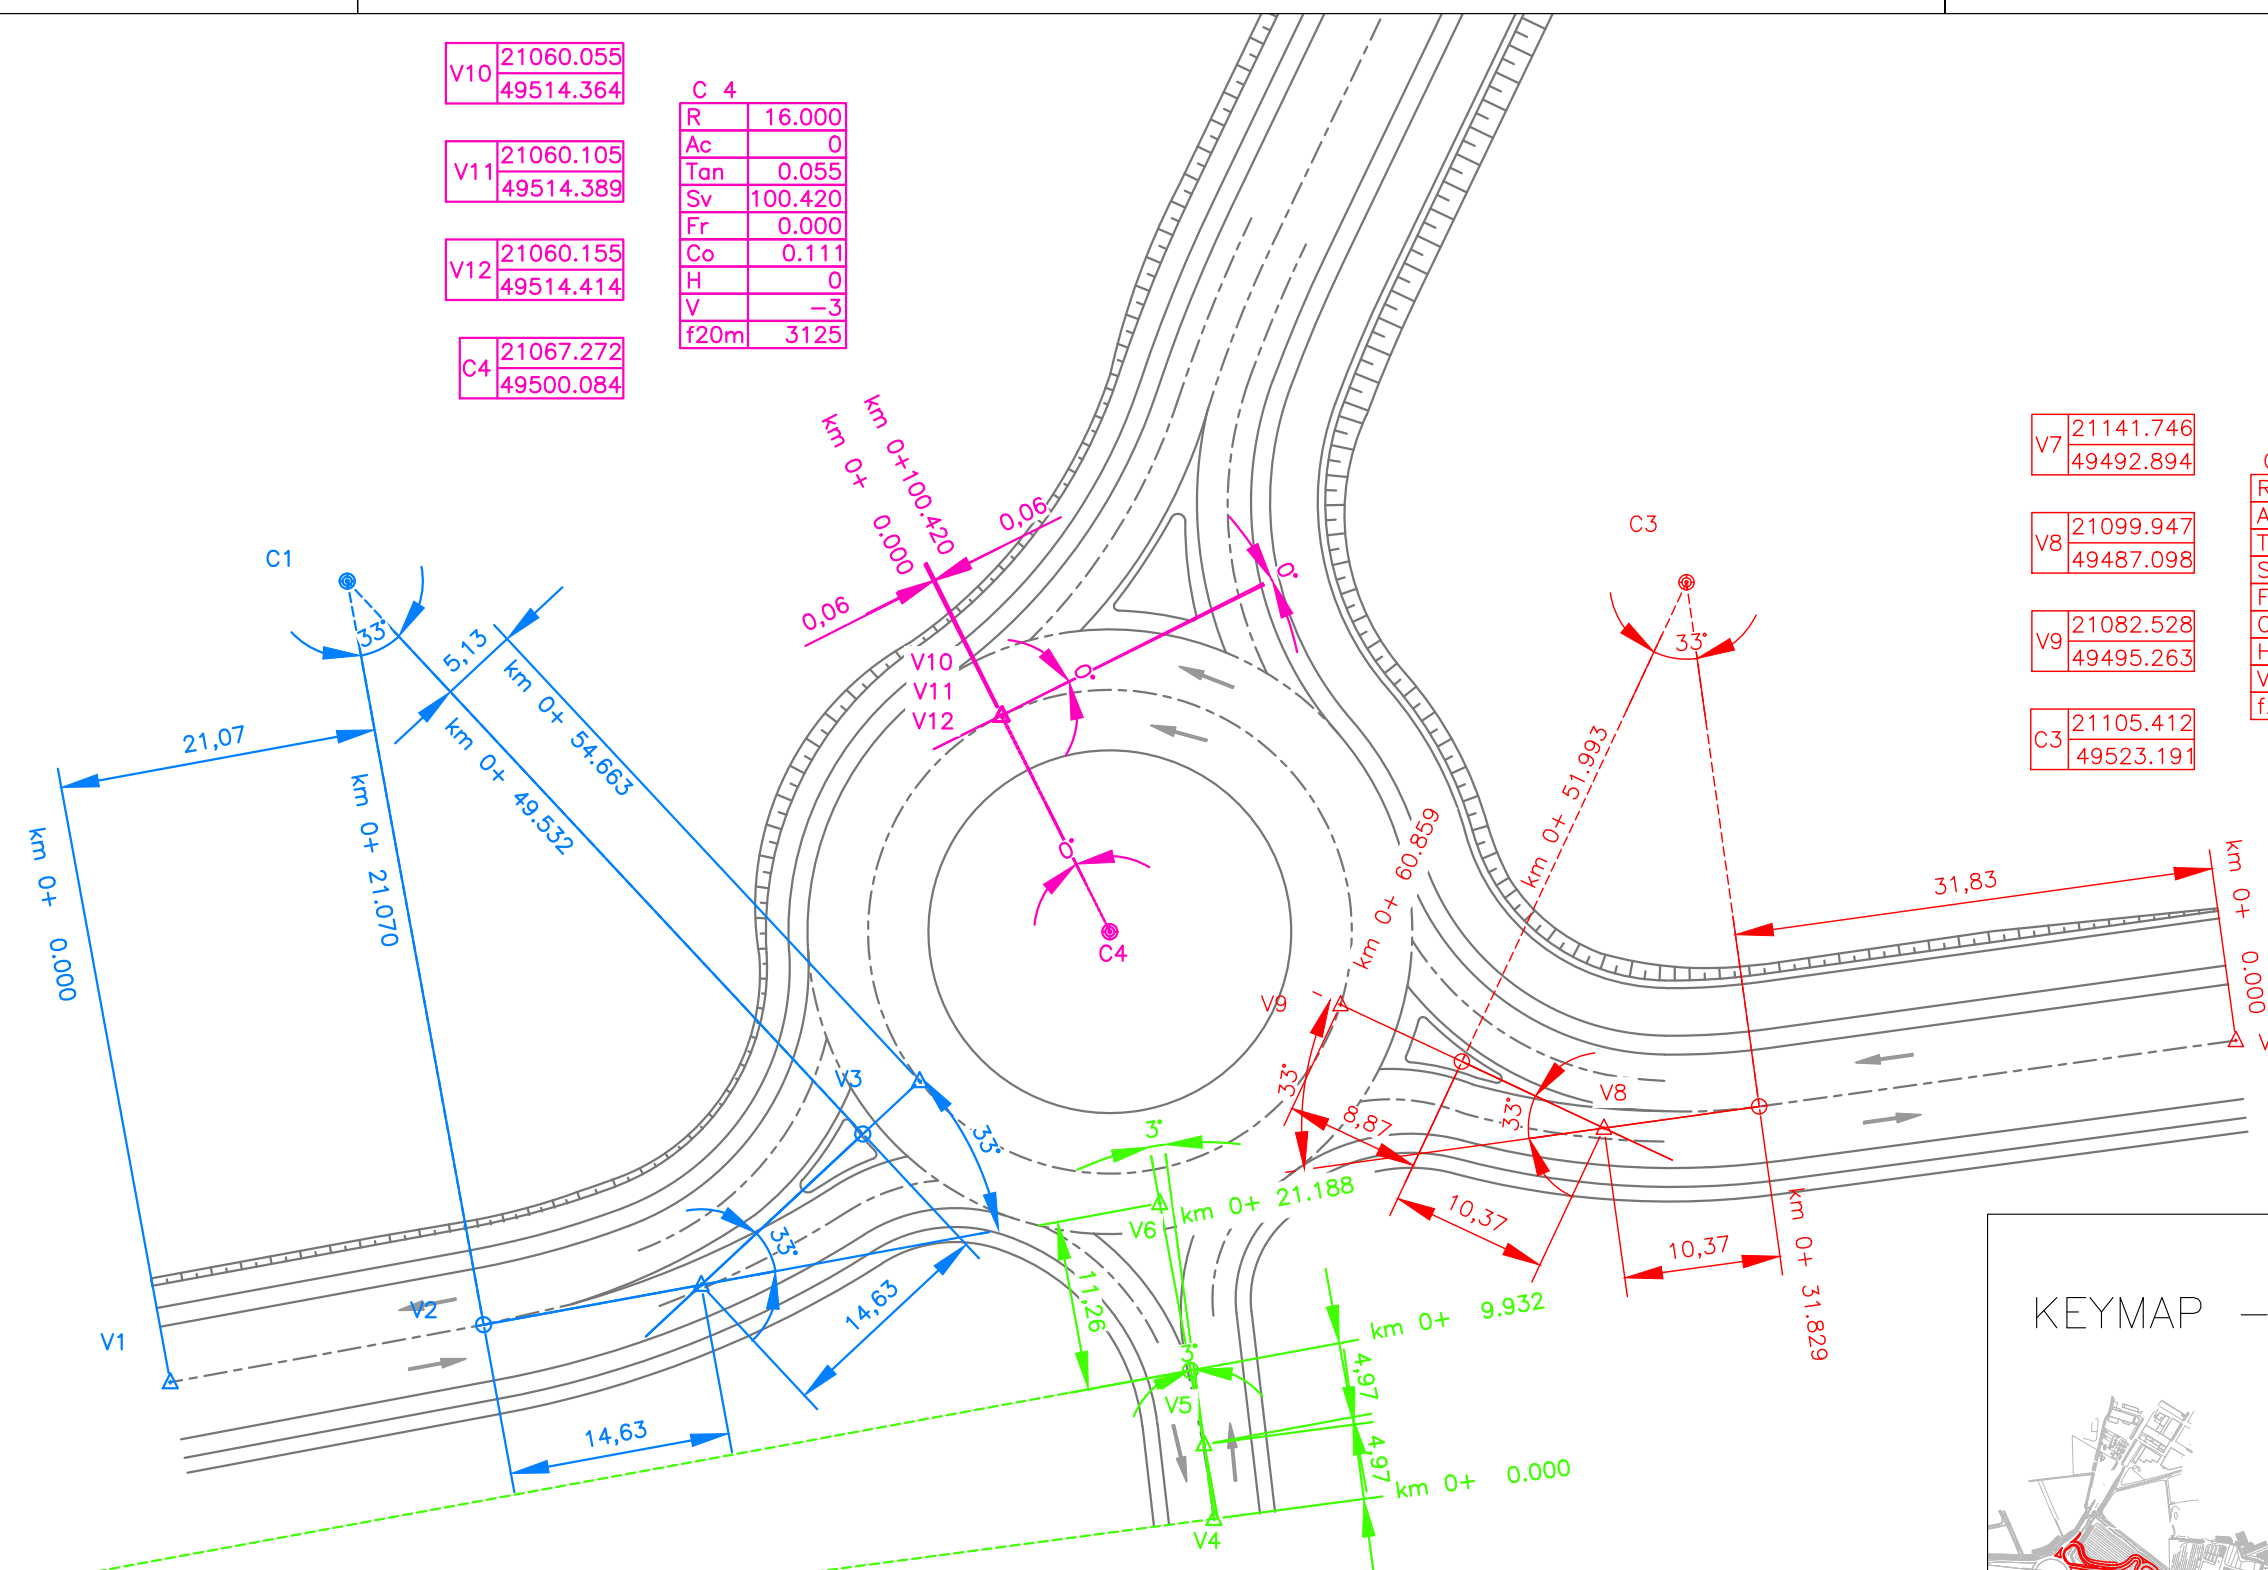 V10
21060.055
49514.364
V11
21060.105
49514.389
V12
21060.155
49514.414
C4
21067.272
49500.084
C 4
R 16.000
Ac 0
Tan 0.055
Sv 100.420
Fr 0.000
Co 0.111
H 0
V −3
f20m 3125
km 0+ 0.000
km 0+100.420
0,06
0,06
0°
0°
0°
V10
V11
V12
C4
C1
33°
5,13
km 0+ 54.663
km 0+ 49.532
21,07
km 0+ 21.070
km 0+ 0.000
V3
33°
33°
V2
V1
14,63
14,63
C3
33°
km 0+ 51.993
km 0+ 60.859
V9
33°
8,87
V8
33°
10,37
10,37
31,83
km 0+ 0.000
km 0+ 31.829
V
V7
21141.746
49492.894
V8
21099.947
49487.098
V9
21082.528
49495.263
C3
21105.412
49523.191
R
A
T
S
F
C
H
V
f
3°
V6
km 0+ 21.188
11,26
3°
V5
km 0+ 9.932
4,97
4,97
km 0+ 0.000
V4
KEYMAP —